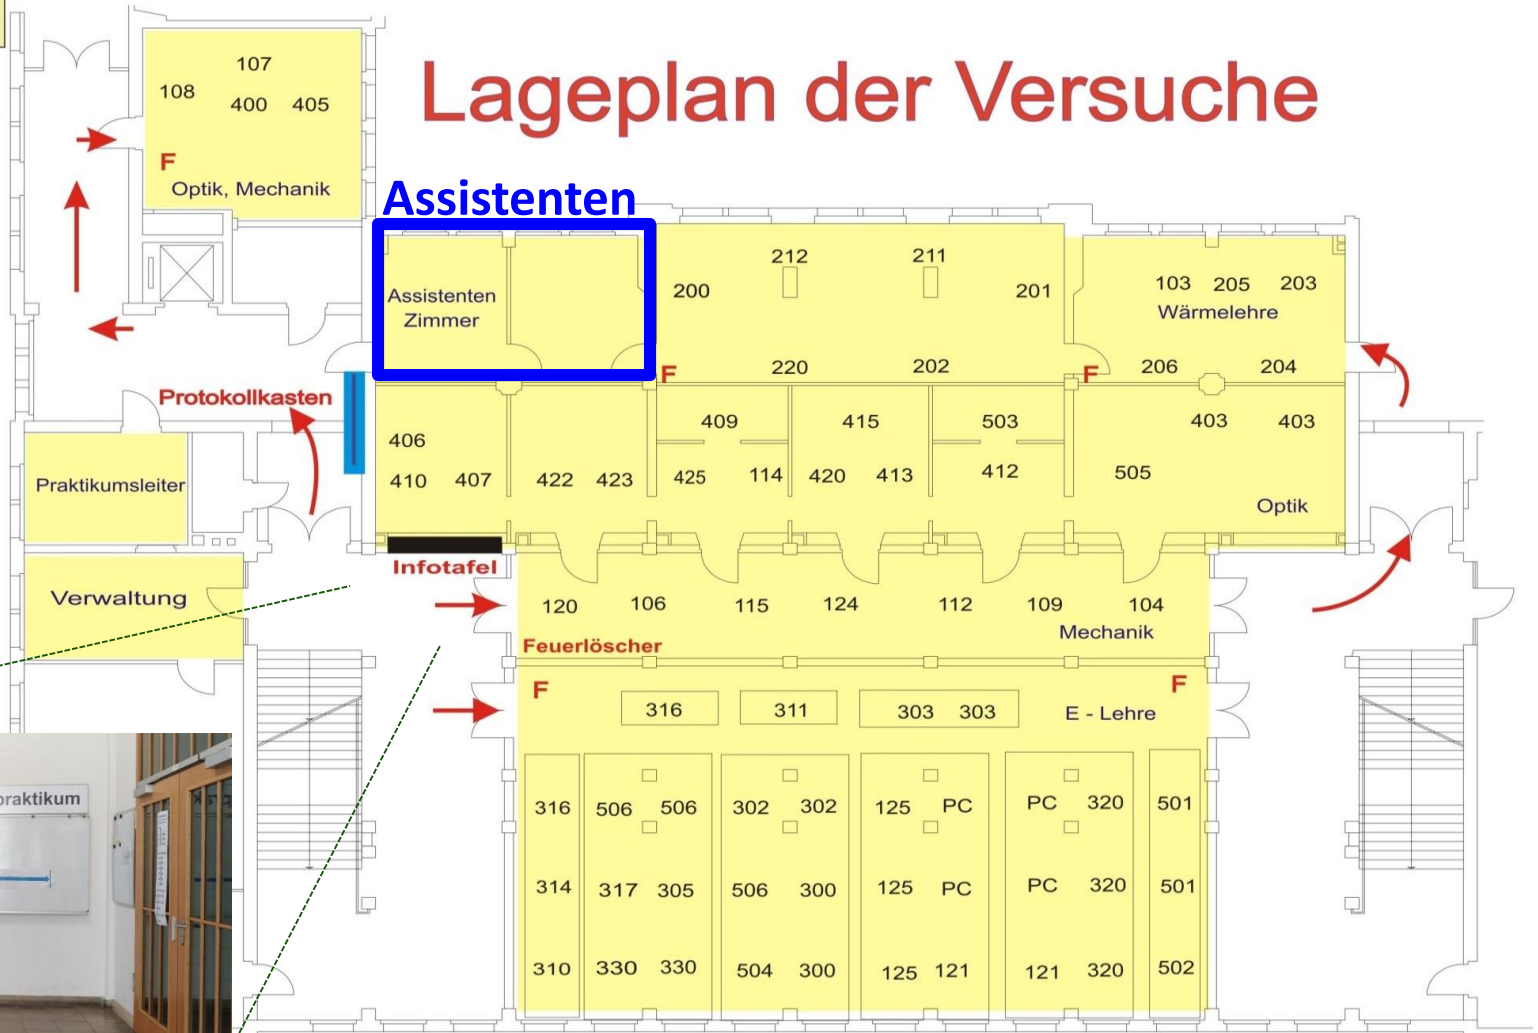 Lageplan der Versuche
107
108 400 405
F
Optik, Mechanik
Assistenten
Assistenten
Zimmer
212 211
200 201
220 202
F
103 205 203
Wärmelehre
F 206 204
Protokollkasten
406
410 407
422 423
409
425 114
415
420 413
503
412
403 403
505
Optik
Praktikumsleiter
Infotafel
Verwaltung
120 106 115 124 112 109 104
Mechanik
Feuerlöscher
F F
316 311 303 303 E - Lehre
316 506 506 302 302 125 PC PC 320 501
314 317 305 506 300 125 PC PC 320 501
310 330 330 504 300 125 121 121 320 502
praktikum